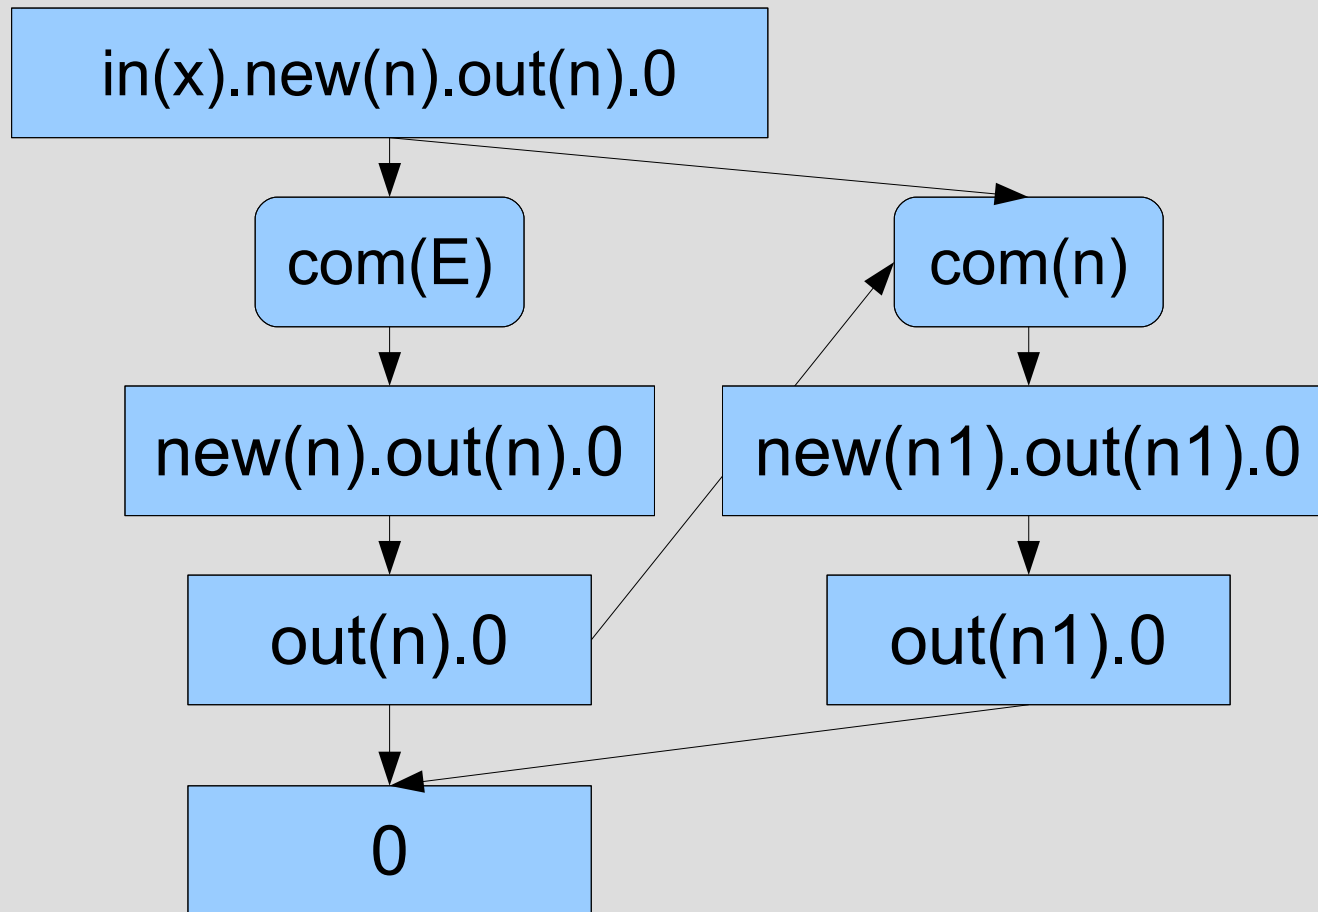 in(x).new(n).out(n).0
com(E)
com(n)
new(n).out(n).0
new(n1).out(n1).0
out(n).0
out(n1).0
0